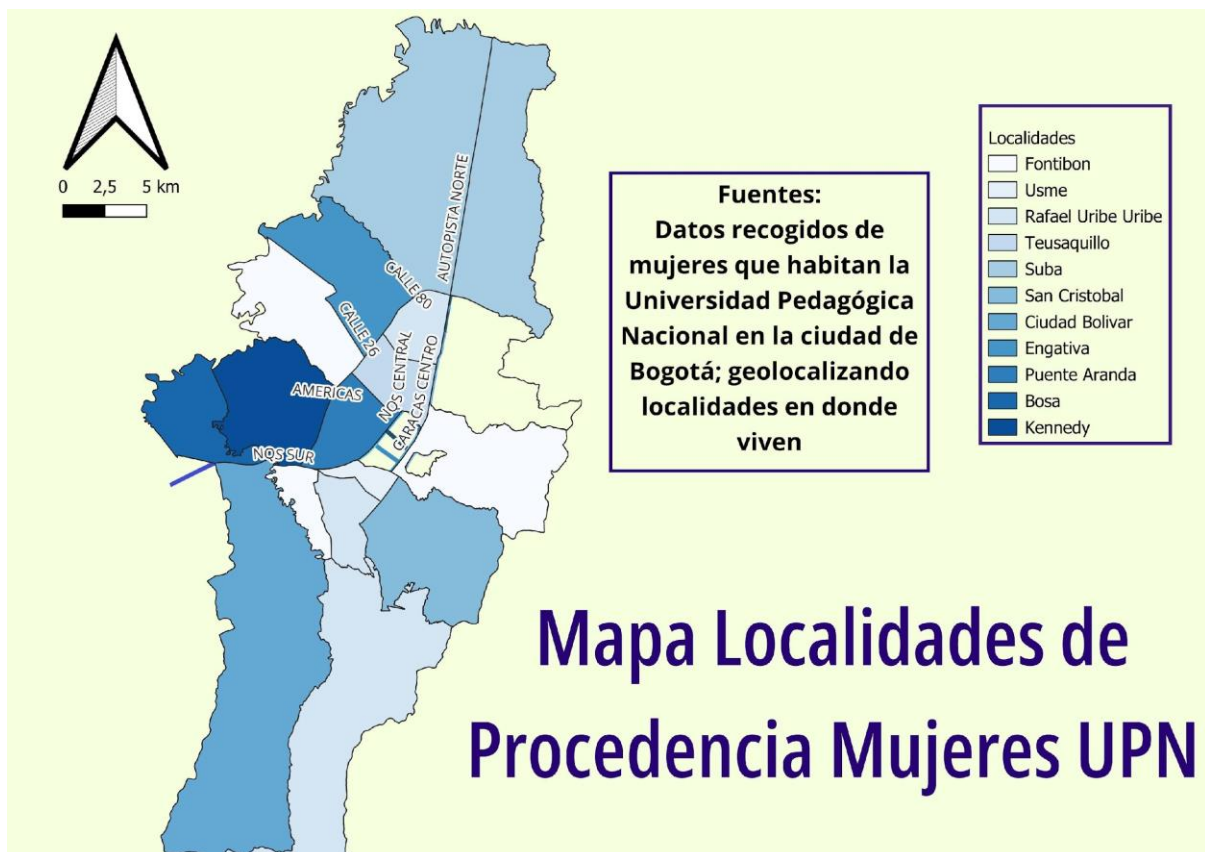 0 2,5 5 km
AUTOPISTA NORTE
CALLE 80
CALLE 26
NQS CENTRAL
CARACAS CENTRO
AMERICAS
NQS SUR
Fuentes:
Datos recogidos de
mujeres que habitan la
Universidad Pedagógica
Nacional en la ciudad de
Bogotá; geolocalizando
localidades en donde
viven
Localidades
Fontibon
Usme
Rafael Uribe Uribe
Teusaquillo
Suba
San Cristobal
Ciudad Bolivar
Engativa
Puente Aranda
Bosa
Kennedy
Mapa Localidades de
Procedencia Mujeres UPN